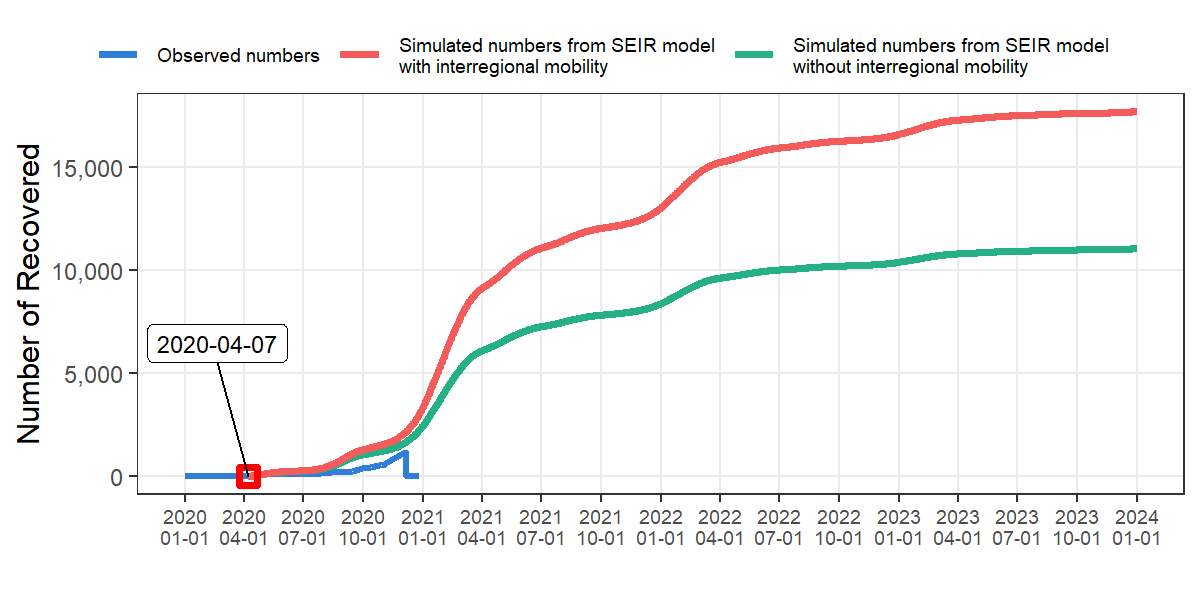 Observed numbers
Simulated numbers from SEIR model
with interregional mobility
Simulated numbers from SEIR model
without interregional mobility
Number of Recovered
15,000
10,000
5,000
0
2020-04-07
2020 2020 2020 2020 2021 2021 2021 2021 2022 2022 2022 2022 2023 2023 2023 2023 2024
01-01 04-01 07-01 10-01 01-01 04-01 07-01 10-01 01-01 04-01 07-01 10-01 01-01 04-01 07-01 10-01 01-01